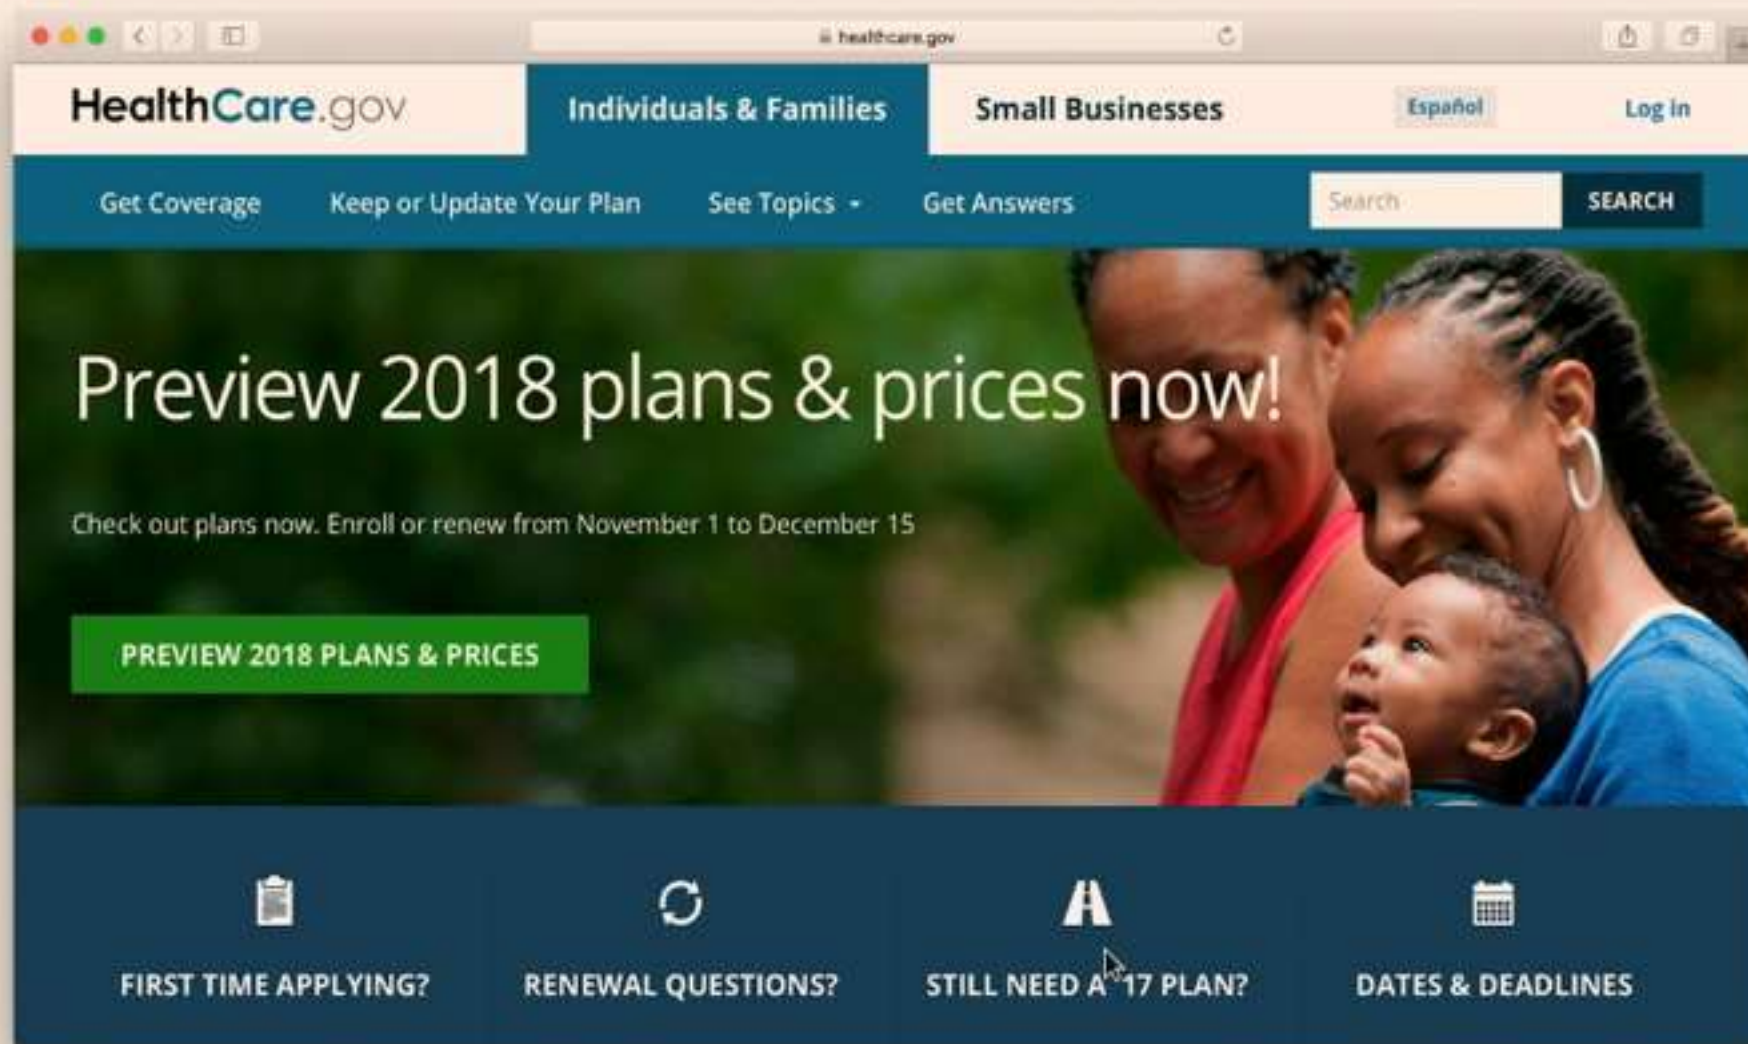 healthcare.gov
HealthCare.gov
Individuals & Families
Small Businesses
Español
Log in
Get Coverage
Keep or Update Your Plan
See Topics
Get Answers
Search
SEARCH
Preview 2018 plans & prices now!
Check out plans now. Enroll or renew from November 1 to December 15
PREVIEW 2018 PLANS & PRICES
FIRST TIME APPLYING?
RENEWAL QUESTIONS?
STILL NEED A '17 PLAN?
DATES & DEADLINES